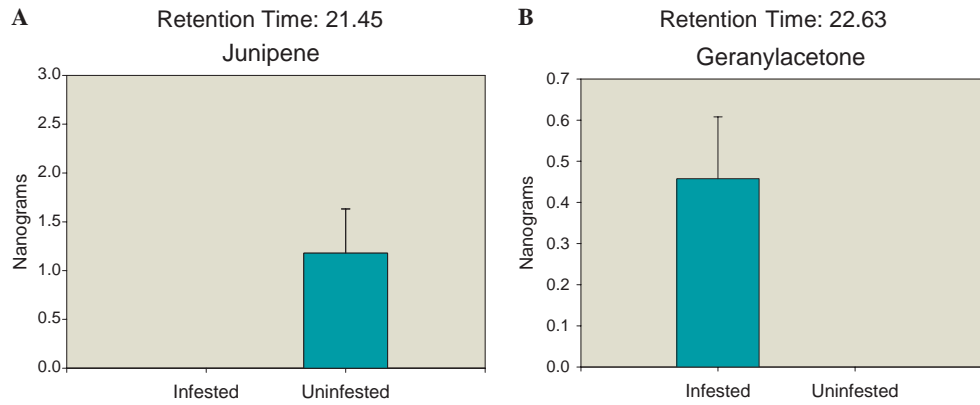 A
Retention Time: 21.45
Junipene
Nanograms
3.0
2.5
2.0
1.5
1.0
0.5
0.0
Infested Uninfested
B
Retention Time: 22.63
Geranylacetone
Nanograms
0.7
0.6
0.5
0.4
0.3
0.2
0.1
0.0
Infested Uninfested